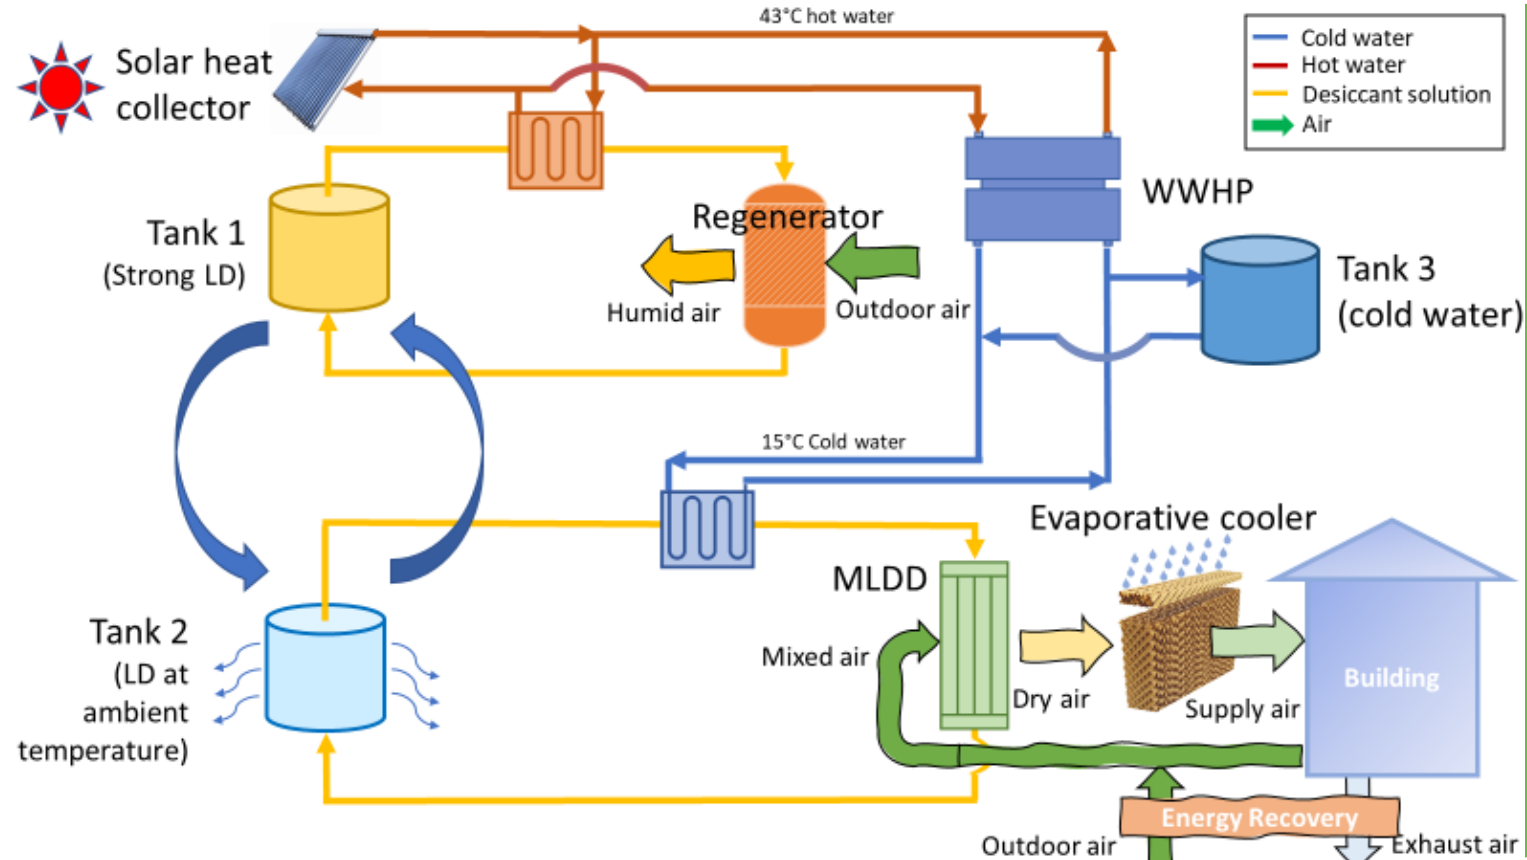 43°C hot water
Cold water
Hot water
Desiccant solution
Air
Solar heat
collector
WWHP
Tank 1
(Strong LD)
Regenerator
Humid air
Outdoor air
Tank 3
(cold water)
15°C Cold water
Evaporative cooler
MLDD
Tank 2
(LD at
ambient
temperature)
Mixed air
Dry air
Supply air
Building
Energy Recovery
Outdoor air
Exhaust air